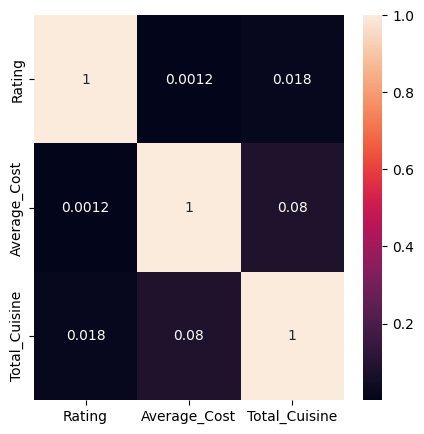 Rating
1
0.0012
0.018
Average_Cost
0.0012
1
0.08
Total_Cuisine
0.018
0.08
1
Rating
Average_Cost
Total_Cuisine
1.0
0.8
0.6
0.4
0.2